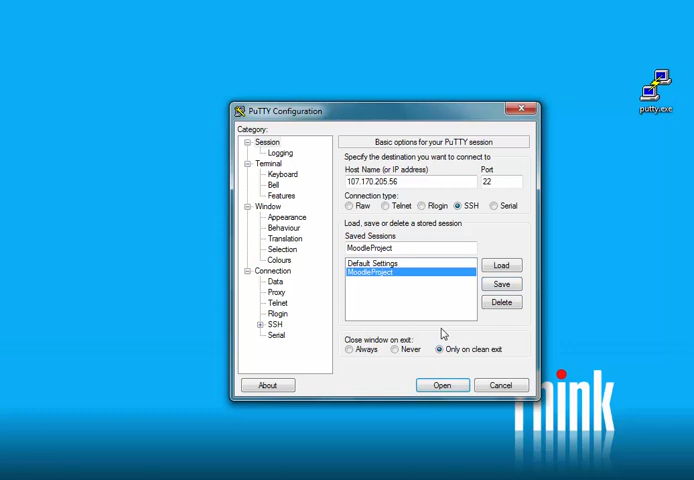 putty.exe
PuTTY Configuration
Category:
Session
Logging
Terminal
Keyboard
Bell
Features
Window
Appearance
Behaviour
Translation
Selection
Colours
Connection
Data
Proxy
Telnet
Rlogin
SSH
Serial
Basic options for your PuTTY session
Specify the destination you want to connect to
Host Name (or IP address) Port
107.170.205.56 22
Connection type:
Raw Telnet Rlogin SSH Serial
Load, save or delete a stored session
Saved Sessions
MoodleProject
Default Settings
MoodleProject
Load
Save
Delete
Close window on exit:
Always Never Only on clean exit
About Open Cancel
Think